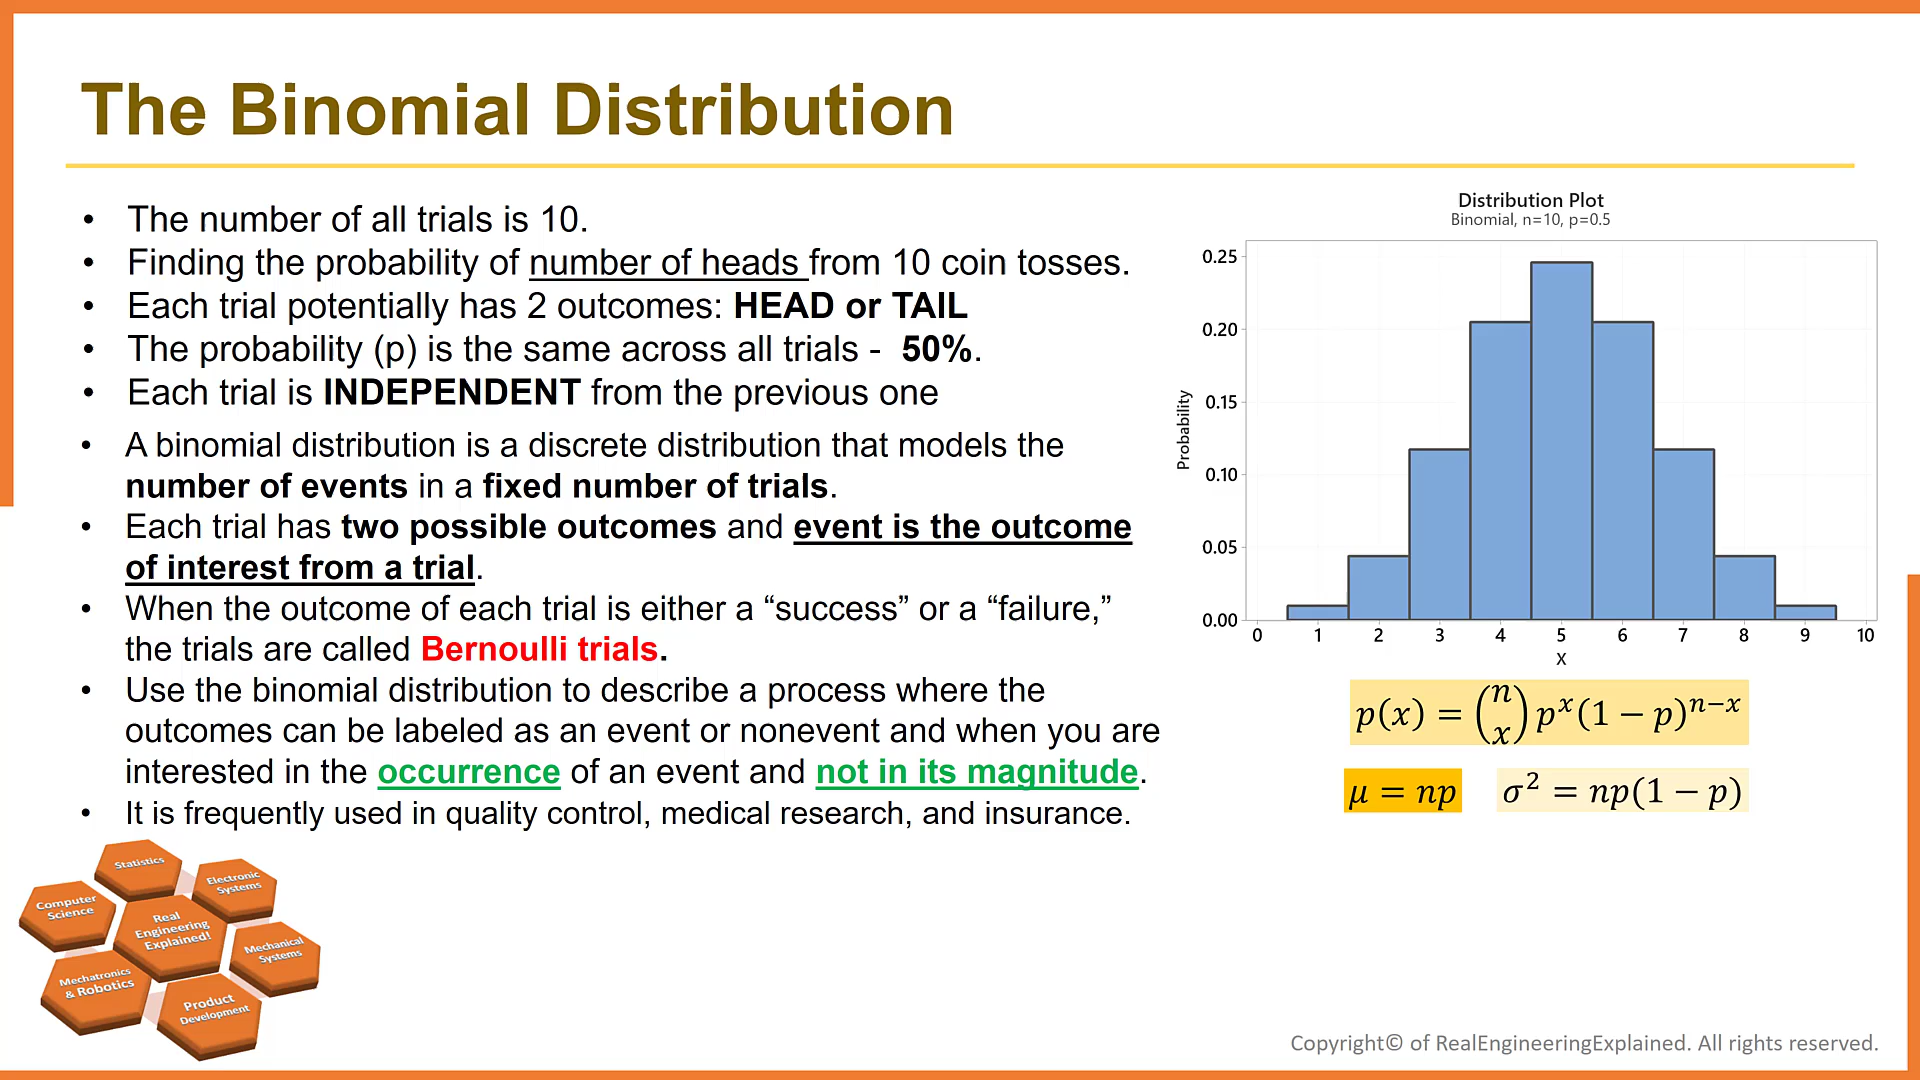 The Binomial Distribution
• The number of all trials is 10.
• Finding the probability of number of heads from 10 coin tosses.
• Each trial potentially has 2 outcomes: HEAD or TAIL
• The probability (p) is the same across all trials - 50%.
• Each trial is INDEPENDENT from the previous one
• A binomial distribution is a discrete distribution that models the
number of events in a fixed number of trials.
• Each trial has two possible outcomes and event is the outcome
of interest from a trial.
• When the outcome of each trial is either a “success” or a “failure,”
the trials are called Bernoulli trials.
• Use the binomial distribution to describe a process where the
outcomes can be labeled as an event or nonevent and when you are
interested in the occurrence of an event and not in its magnitude.
• It is frequently used in quality control, medical research, and insurance.
Distribution Plot
Binomial, n=10, p=0.5
0.25
0.20
0.15
0.10
0.05
0.00
Probability
0 1 2 3 4 5 6 7 8 9 10
X
p(x) = (n x) p^x (1 − p)^{n−x}
μ = np
σ² = np(1 − p)
Statistics
Electronic
Systems
Computer
Science
Real
Engineering
Explained!
Mechanical
Systems
Mechatronics
& Robotics
Product
Development
Copyright© of RealEngineeringExplained. All rights reserved.